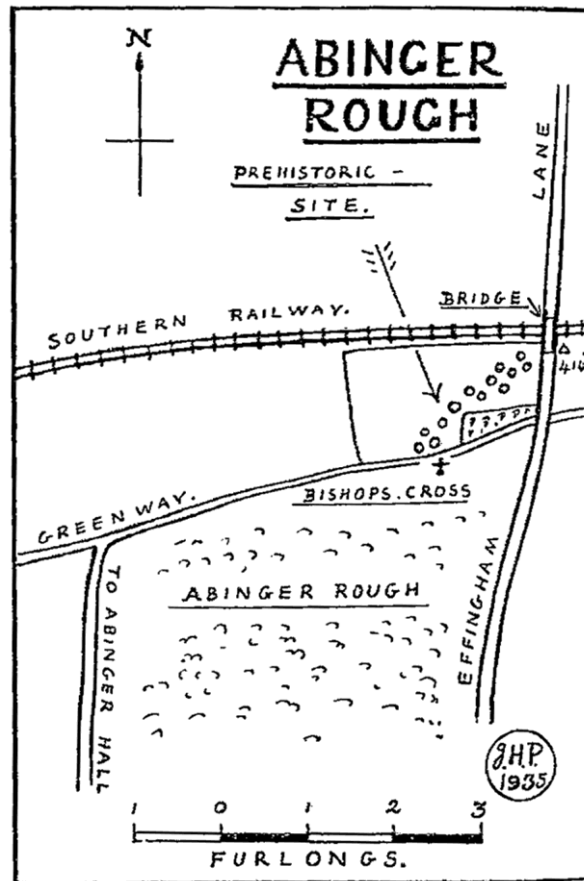 N
ABINGER
ROUGH
PREHISTORIC -
SITE.
LANE
BRIDGE
SOUTHERN RAILWAY.
414
GREENWAY.
BISHOPS.CROSS
ABINGER ROUGH
EFFINGHAM
TO ABINGER HALL
J.H.P.
1935
1 0 1 2 3
FURLONGS.